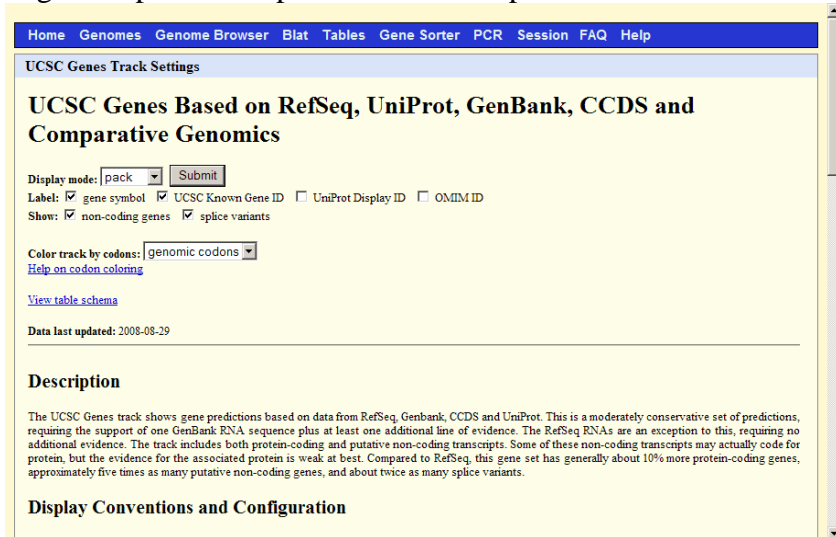 Home Genomes Genome Browser Blat Tables Gene Sorter PCR Session FAQ Help
UCSC Genes Track Settings
UCSC Genes Based on RefSeq, UniProt, GenBank, CCDS and
Comparative Genomics
Display mode: pack Submit
Label: gene symbol UCSC Known Gene ID UniProt Display ID OMIM ID
Show: non-coding genes splice variants
Color track by codons: genomic codons
Help on codon coloring
View table schema
Data last updated: 2008-08-29
Description
The UCSC Genes track shows gene predictions based on data from RefSeq, Genbank, CCDS and UniProt. This is a moderately conservative set of predictions,
requiring the support of one GenBank RNA sequence plus at least one additional line of evidence. The RefSeq RNAs are an exception to this, requiring no
additional evidence. The track includes both protein-coding and putative non-coding transcripts. Some of these non-coding transcripts may actually code for
protein, but the evidence for the associated protein is weak at best. Compared to RefSeq, this gene set has generally about 10% more protein-coding genes,
approximately five times as many putative non-coding genes, and about twice as many splice variants.
Display Conventions and Configuration